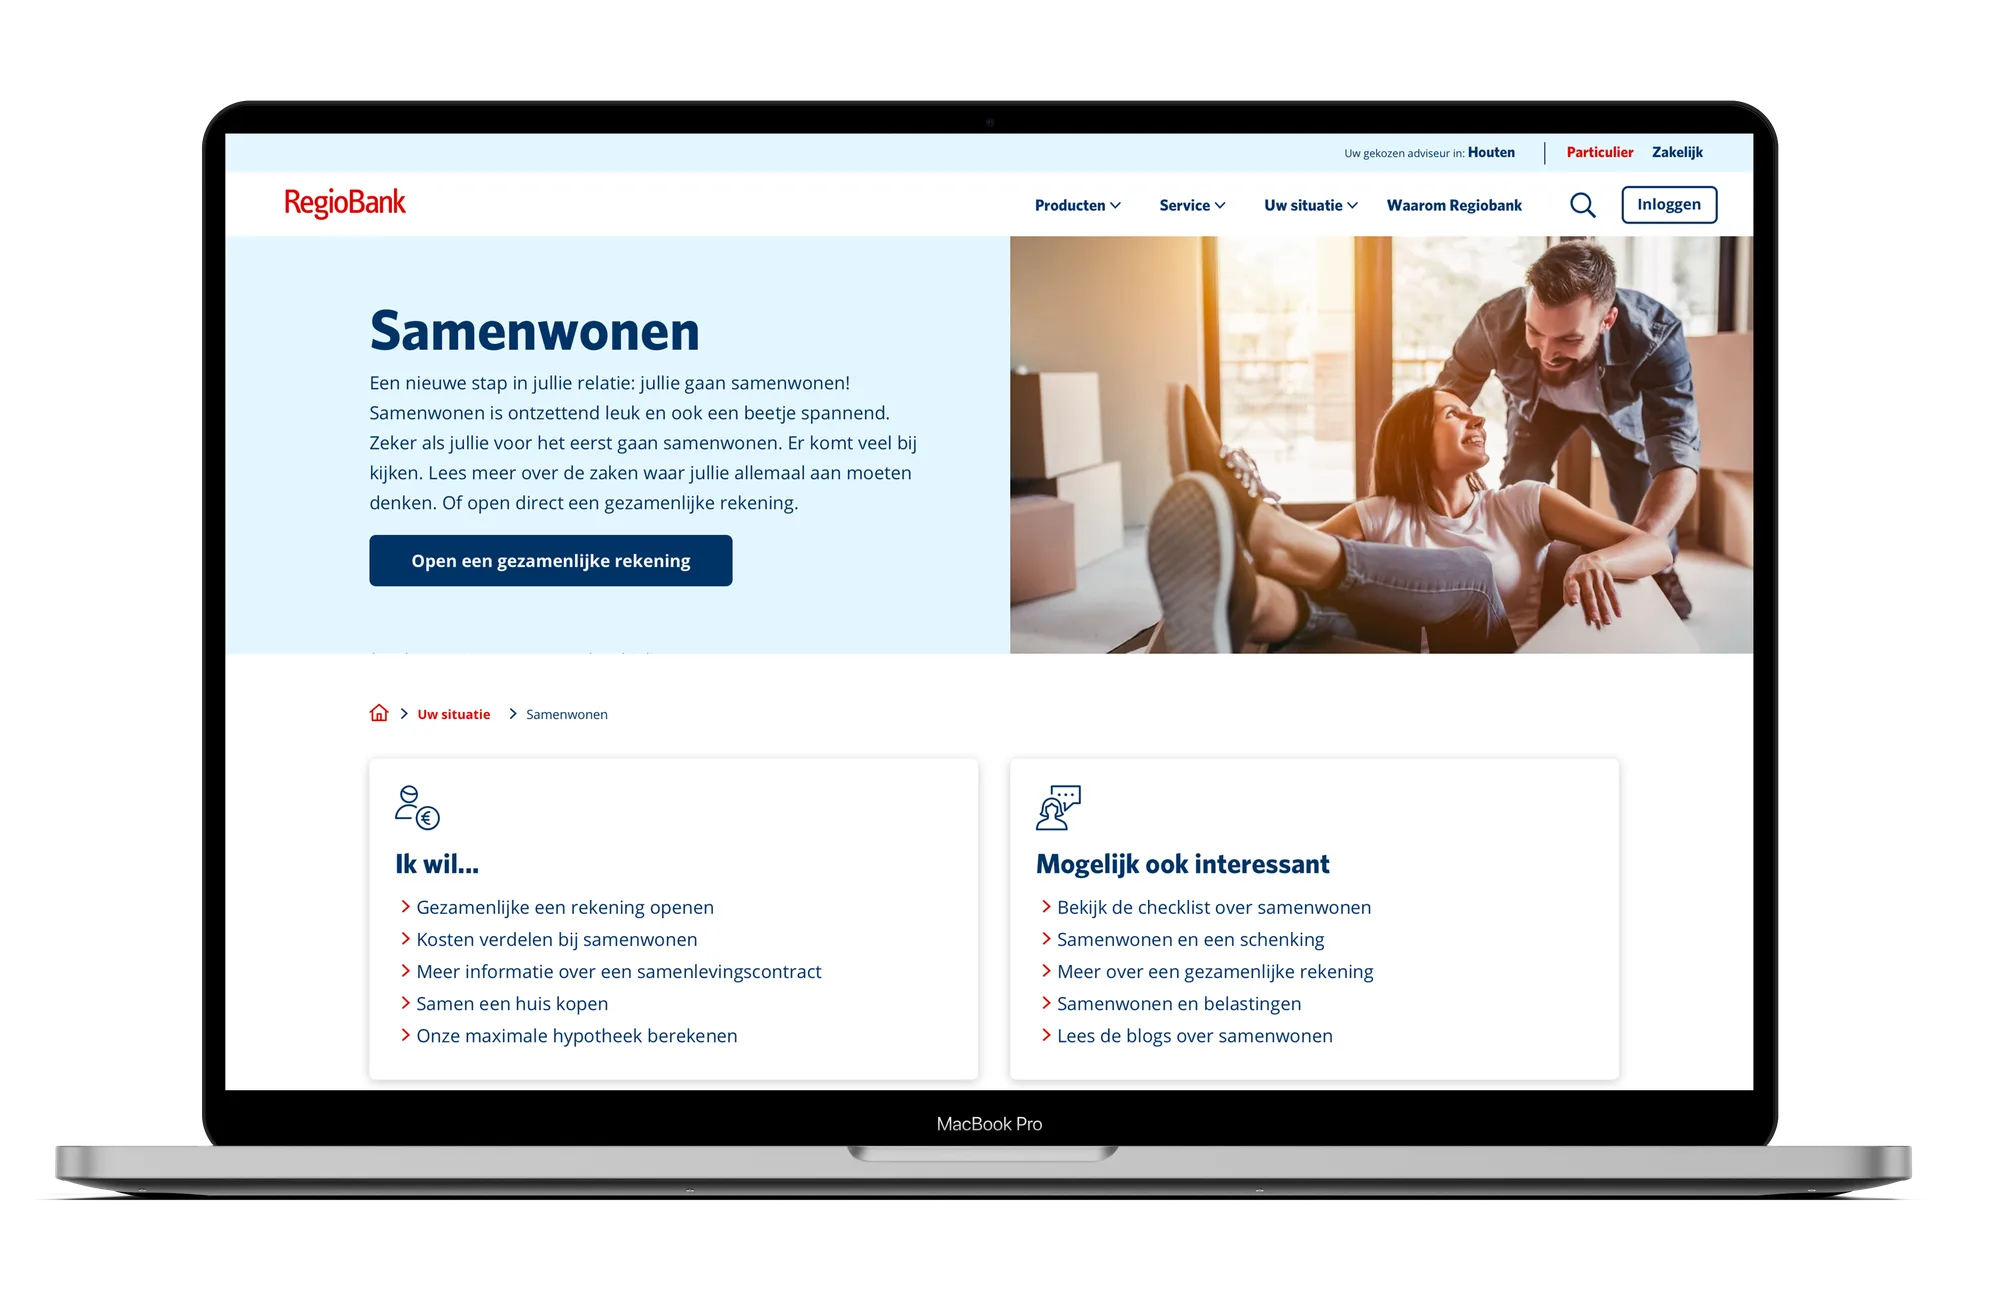 Uw gekozen adviseur in: Houten
Particulier
Zakelijk
RegioBank
Producten
Service
Uw situatie
Waarom Regiobank
Inloggen
Samenwonen
Een nieuwe stap in jullie relatie: jullie gaan samenwonen!
Samenwonen is ontzettend leuk en ook een beetje spannend.
Zeker als jullie voor het eerst gaan samenwonen. Er komt veel bij
kijken. Lees meer over de zaken waar jullie allemaal aan moeten
denken. Of open direct een gezamenlijke rekening.
Open een gezamenlijke rekening
Uw situatie
Samenwonen
Ik wil...
Gezamenlijke een rekening openen
Kosten verdelen bij samenwonen
Meer informatie over een samenlevingscontract
Samen een huis kopen
Onze maximale hypotheek berekenen
Mogelijk ook interessant
Bekijk de checklist over samenwonen
Samenwonen en een schenking
Meer over een gezamenlijke rekening
Samenwonen en belastingen
Lees de blogs over samenwonen
MacBook Pro